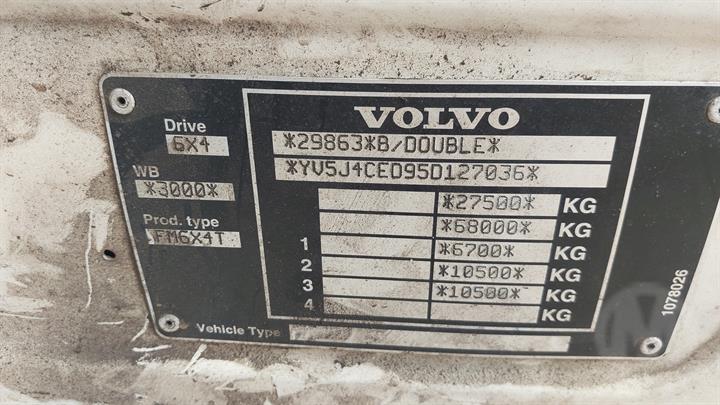 VOLVO
Drive
6X4
WB
*3000*
Prod. type
FM6X4T
*29863*B/DOUBLE*
*YV5J4CED95D127036*
*27500* KG
*68000* KG
1 *6700* KG
2 *10500* KG
3 *10500* KG
4 KG
Vehicle Type
1078026